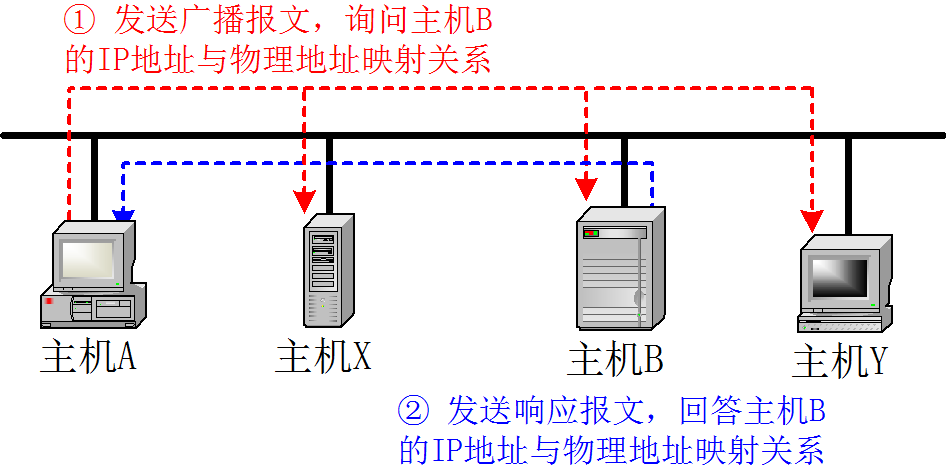 ① 发送广播报文，询问主机B
的IP地址与物理地址映射关系
主机A
主机X
主机B
主机Y
② 发送响应报文，回答主机B
的IP地址与物理地址映射关系